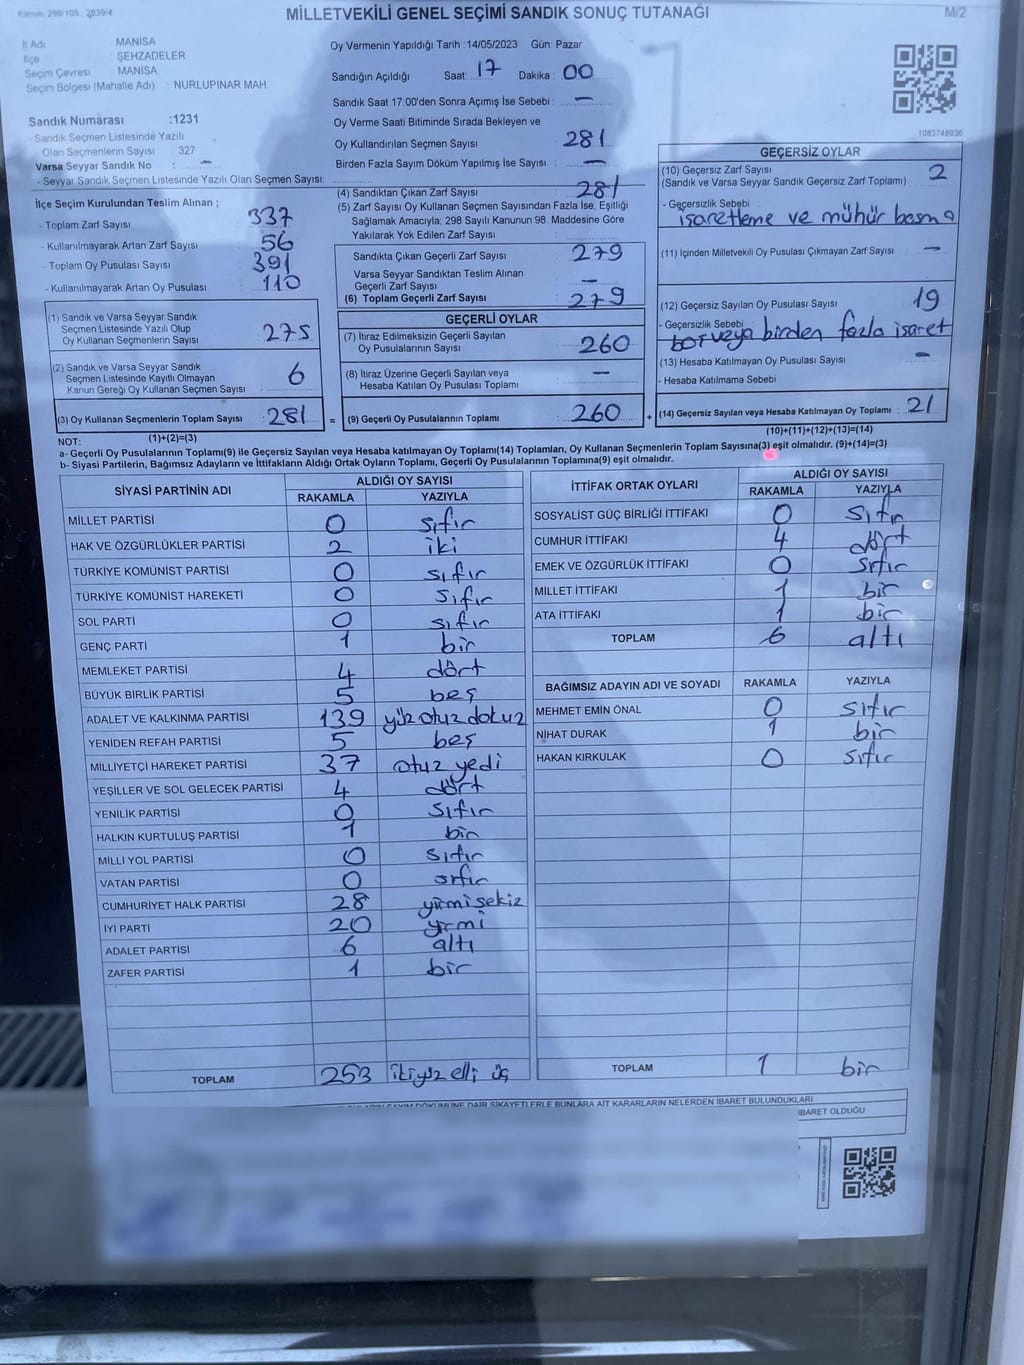 Kanun: 298/105 , 2839/4
MİLLETVEKİLİ GENEL SEÇİMİ SANDIK SONUÇ TUTANAĞI
M/2
İl Adı MANİSA
İlçe ŞEHZADELER
Seçim Çevresi MANİSA
Seçim Bölgesi (Mahalle Adı) NURLUPINAR MAH.
Sandık Numarası :1231
- Sandık Seçmen Listesinde Yazılı
Olan Seçmenlerin Sayısı 327
Varsa Seyyar Sandık No : –
- Seyyar Sandık Seçmen Listesinde Yazılı Olan Seçmen Sayısı:
İlçe Seçim Kurulundan Teslim Alınan ;
- Toplam Zarf Sayısı 337
- Kullanılmayarak Artan Zarf Sayısı 56
- Toplam Oy Pusulası Sayısı 391
- Kullanılmayarak Artan Oy Pusulası 110
(1) Sandık ve Varsa Seyyar Sandık
Seçmen Listesinde Yazılı Olup
Oy Kullanan Seçmenlerin Sayısı 275
(2) Sandık ve Varsa Seyyar Sandık
Seçmen Listesinde Kayıtlı Olmayan
Kanun Gereği Oy Kullanan Seçmen Sayısı 6
(3) Oy Kullanan Seçmenlerin Toplam Sayısı 281 =
(1)+(2)=(3)
Oy Vermenin Yapıldığı Tarih :14/05/2023 Gün: Pazar
Sandığın Açıldığı Saat: 17 Dakika : 00
Sandık Saat 17:00'den Sonra Açımış İse Sebebi : –
Oy Verme Saati Bitiminde Sırada Bekleyen ve
Oy Kullandırılan Seçmen Sayısı 281
Birden Fazla Sayım Döküm Yapılmış İse Sayısı : –
(4) Sandıktan Çıkan Zarf Sayısı 281
(5) Zarf Sayısı Oy Kullanan Seçmen Sayısından Fazla İse, Eşitliği
Sağlamak Amacıyla; 298 Sayılı Kanunun 98 Maddesine Göre
Yakılarak Yok Edilen Zarf Sayısı
Sandıkta Çıkan Geçerli Zarf Sayısı 279
Varsa Seyyar Sandıktan Teslim Alınan
Geçerli Zarf Sayısı –
(6) Toplam Geçerli Zarf Sayısı 279
GEÇERLİ OYLAR
(7) İtiraz Edilmeksizin Geçerli Sayılan
Oy Pusulalarının Sayısı 260
(8) İtiraz Üzerine Geçerli Sayılan veya
Hesaba Katılan Oy Pusulası Toplamı –
(9) Geçerli Oy Pusulalarının Toplamı 260 +
1083748936
GEÇERSİZ OYLAR
(10) Geçersiz Zarf Sayısı 2
(Sandık ve Varsa Seyyar Sandık Geçersiz Zarf Toplamı)
- Geçersizlik Sebebi
isaretleme ve mühür basma
(11) İçinden Milletvekili Oy Pusulası Çıkmayan Zarf Sayısı –
(12) Geçersiz Sayılan Oy Pusulası Sayısı 19
- Geçersizlik Sebebi
bos veya birden fazla isaret
(13) Hesaba Katılmayan Oy Pusulası Sayısı –
- Hesaba Katılmama Sebebi
(14) Geçersiz Sayılan veya Hesaba Katılmayan Oy Toplamı 21
(10)+(11)+(12)+(13)=(14)
NOT:
a- Geçerli Oy Pusulalarının Toplamı(9) ile Geçersiz Sayılan veya Hesaba katılmayan Oy Toplamı(14) Toplamları, Oy Kullanan Seçmenlerin Toplam Sayısına(3) eşit olmalıdır. (9)+(14)=(3)
b- Siyasi Partilerin, Bağımsız Adayların ve İttifakların Aldığı Ortak Oyların Toplamı, Geçerli Oy Pusulalarının Toplamına(9) eşit olmalıdır.
SİYASİ PARTİNİN ADI ALDIĞI OY SAYISI
RAKAMLA YAZIYLA
MİLLET PARTİSİ 0 sıfır
HAK VE ÖZGÜRLÜKLER PARTİSİ 2 iki
TÜRKİYE KOMÜNİST PARTİSİ 0 sıfır
TÜRKİYE KOMÜNİST HAREKETİ 0 sıfır
SOL PARTİ 0 sıfır
GENÇ PARTİ 1 bir
MEMLEKET PARTİSİ 4 dört
BÜYÜK BİRLİK PARTİSİ 5 beş
ADALET VE KALKINMA PARTİSİ 139 yüz otuz dokuz
YENİDEN REFAH PARTİSİ 5 beş
MİLLİYETÇİ HAREKET PARTİSİ 37 otuz yedi
YEŞİLLER VE SOL GELECEK PARTİSİ 4 dört
YENİLİK PARTİSİ 0 sıfır
HALKIN KURTULUŞ PARTİSİ 1 bir
MİLLİ YOL PARTİSİ 0 sıfır
VATAN PARTİSİ 0 sıfır
CUMHURİYET HALK PARTİSİ 28 yirmi sekiz
İYİ PARTİ 20 yirmi
ADALET PARTİSİ 6 altı
ZAFER PARTİSİ 1 bir
TOPLAM 253 ikiyüz elli üç
İTTİFAK ORTAK OYLARI ALDIĞI OY SAYISI
RAKAMLA YAZIYLA
SOSYALİST GÜÇ BİRLİĞİ İTTİFAKI 0 sıfır
CUMHUR İTTİFAKI 4 dört
EMEK VE ÖZGÜRLÜK İTTİFAKI 0 sıfır
MİLLET İTTİFAKI 1 bir
ATA İTTİFAKI 1 bir
TOPLAM 6 altı
BAĞIMSIZ ADAYIN ADI VE SOYADI RAKAMLA YAZIYLA
MEHMET EMİN ÖNAL 0 sıfır
NİHAT DURAK 1 bir
HAKAN KIRKULAK 0 sıfır
TOPLAM 1 bir
SAYIM DÖKÜMÜNE DAİR ŞİKAYETLERLE BUNLARA AİT KARARLARIN NELERDEN İBARET BULUNDUKLARI
İBARET OLDUĞU